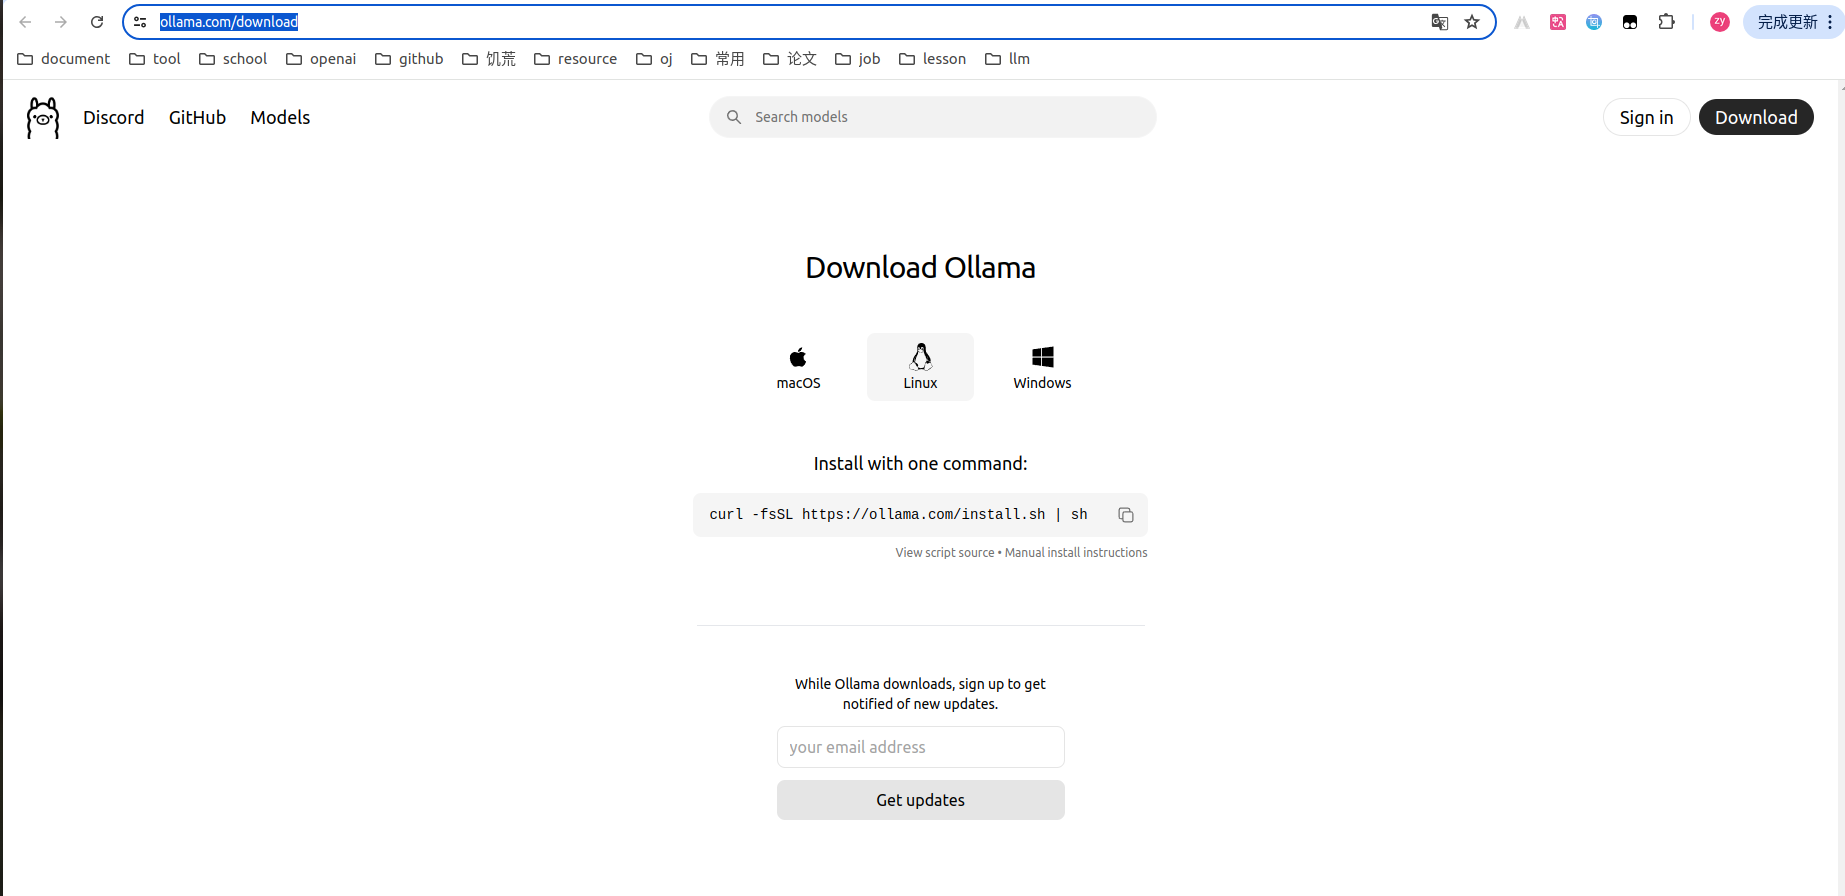 ollama.com/download
zy
完成更新
document tool school openai github 饥荒 resource oj 常用 论文 job lesson llm
Discord GitHub Models
Search models
Sign in Download
Download Ollama
macOS Linux Windows
Install with one command:
curl -fsSL https://ollama.com/install.sh | sh
View script source • Manual install instructions
While Ollama downloads, sign up to get
notified of new updates.
your email address
Get updates